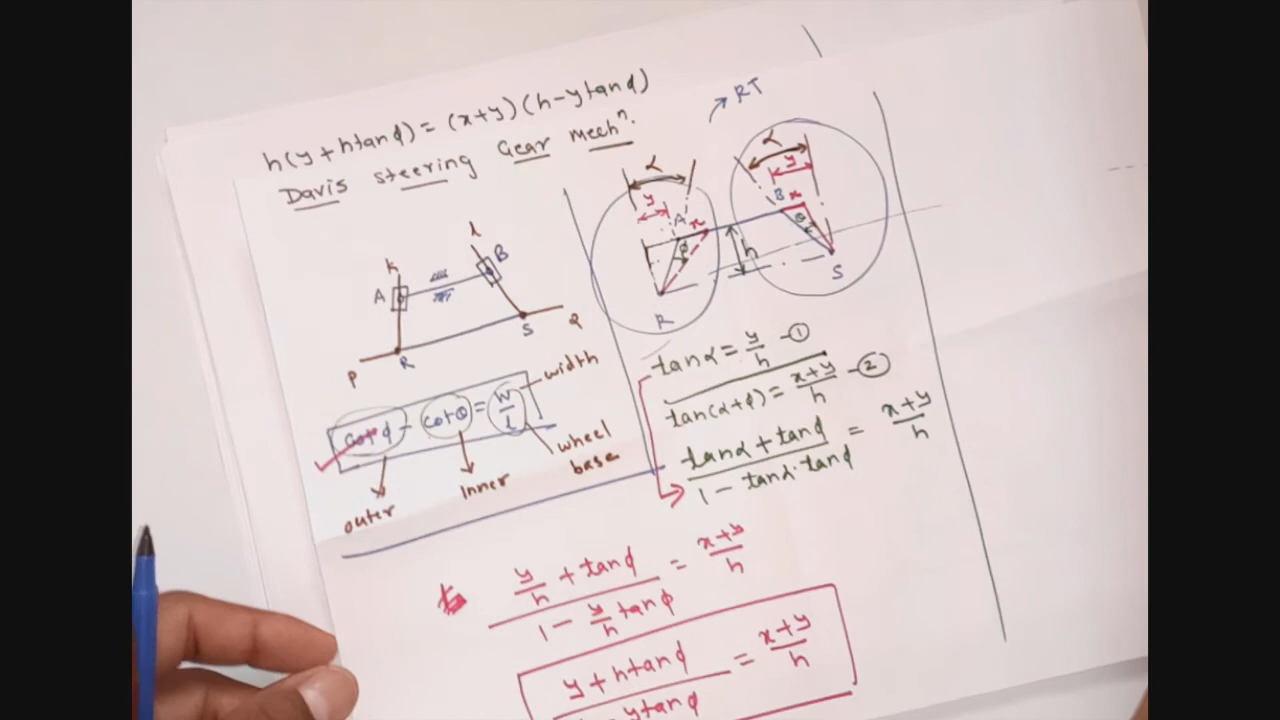 h(y + htanϕ) = (x+y)(h-ytanϕ)
Davis steering Gear Mechⁿ.
k
A
l
B
P
R
S
Q
cotϕ - cotθ = w/l
width
wheel
base
outer
inner
RT
α
y
A
x
ϕ
R
h
α
y
B
x
θ
S
tanα = y/h -①
tan(α+ϕ) = x+y/h -②
tanα + tanϕ / 1 - tanα·tanϕ = x+y/h
y/h + tanϕ / 1 - y/h tanϕ = x+y/h
y + htanϕ / - ytanϕ = x+y/h